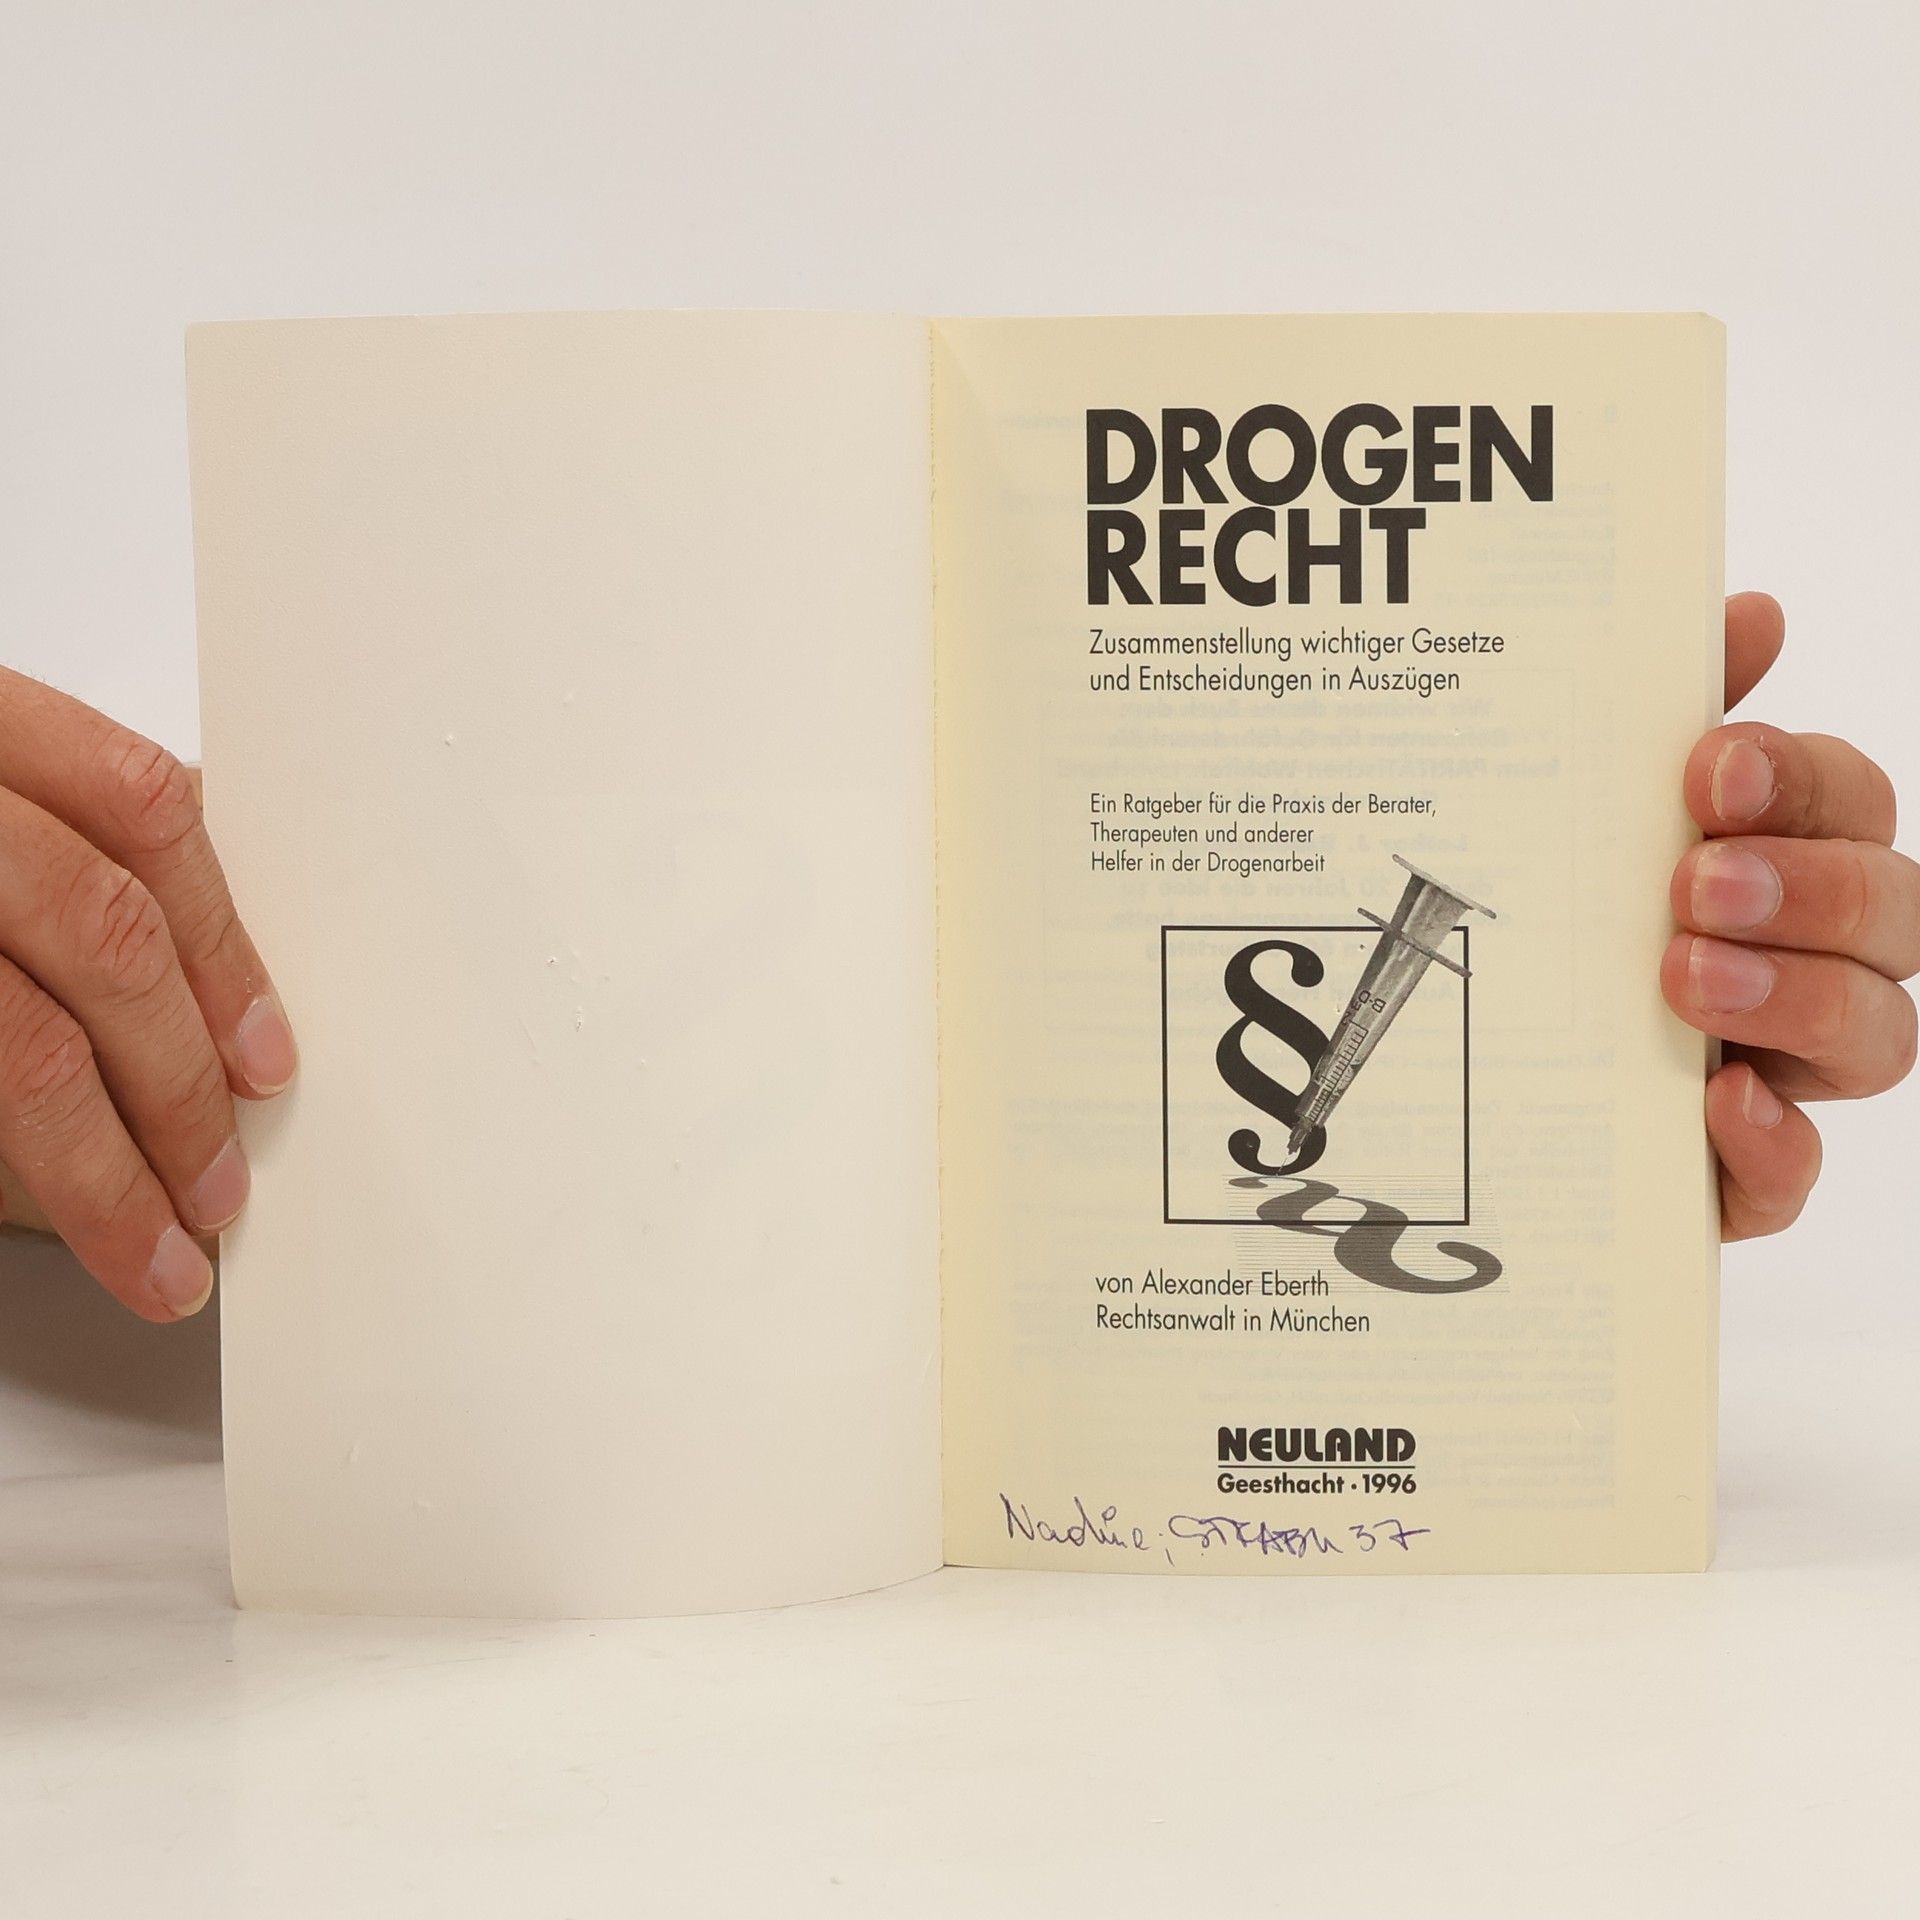 DROGEN
RECHT
Zusammenstellung wichtiger Gesetze
und Entscheidungen in Auszügen
Ein Ratgeber für die Praxis der Berater,
Therapeuten und anderer
Helfer in der Drogenarbeit
§
von Alexander Eberth
Rechtsanwalt in München
NEULAND
Geesthacht · 1996
Nadine; 37